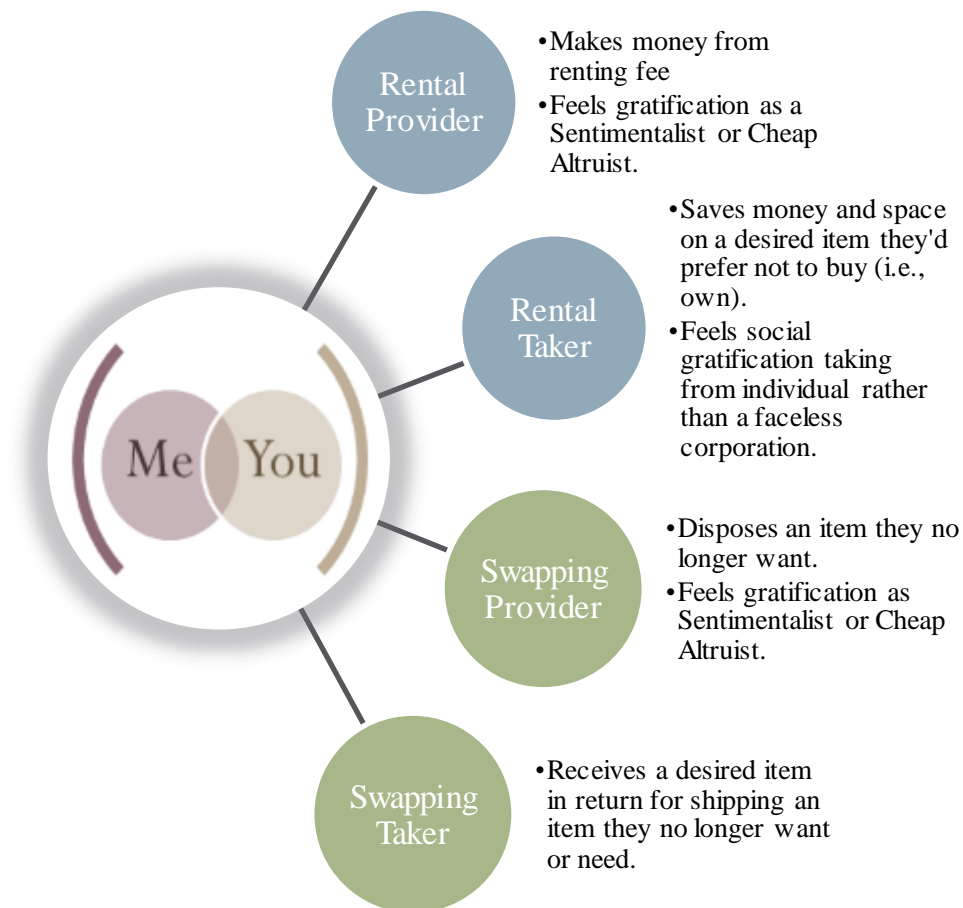 Rental
Provider
•Makes money from
renting fee
•Feels gratification as a
Sentimentalist or Cheap
Altruist.
Rental
Taker
•Saves money and space
on a desired item they'd
prefer not to buy (i.e.,
own).
•Feels social
gratification taking
from individual rather
than a faceless
corporation.
Me You
Swapping
Provider
•Disposes an item they no
longer want.
•Feels gratification as
Sentimentalist or Cheap
Altruist.
Swapping
Taker
•Receives a desired item
in return for shipping an
item they no longer want
or need.